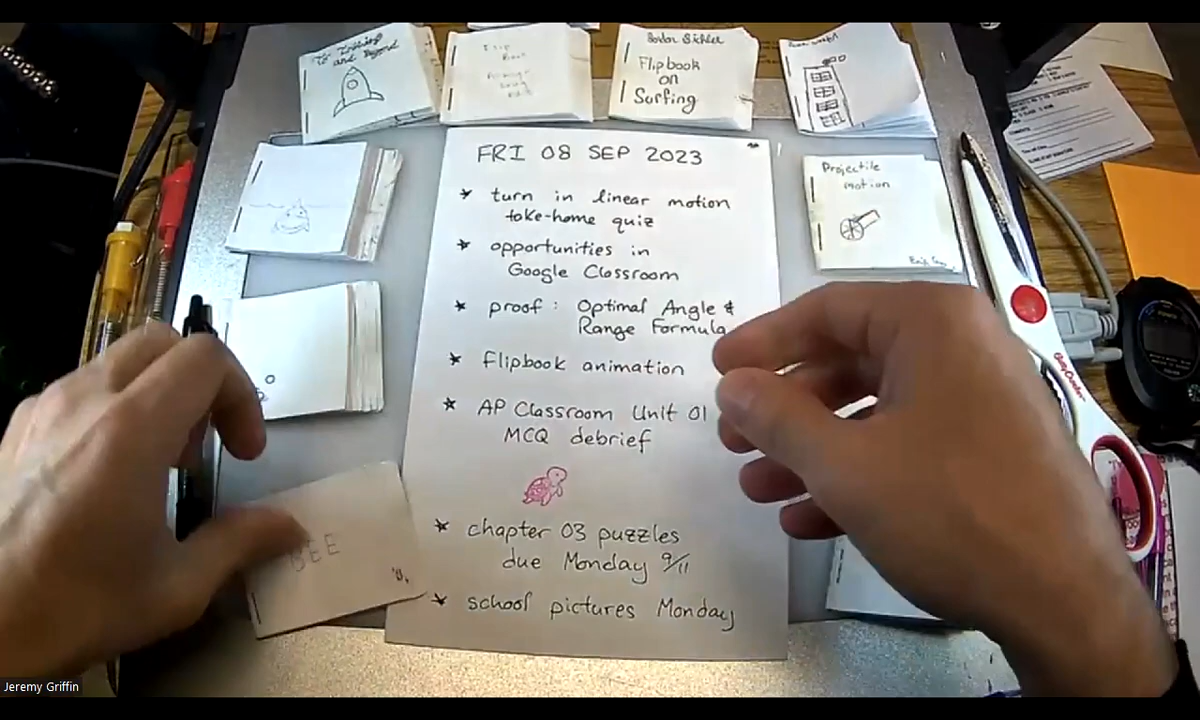 "To Infinity
and Beyond
Flipbook
on
Surfing
FRI 08 SEP 2023
* turn in linear motion
take-home quiz
* opportunities in
Google Classroom
* proof : Optimal Angle &
Range Formula
* flipbook animation
* AP Classroom Unit 01
MCQ debrief
* chapter 03 puzzles
due Monday 9/11
* school pictures Monday
Projectile
motion
BEE
Jeremy Griffin